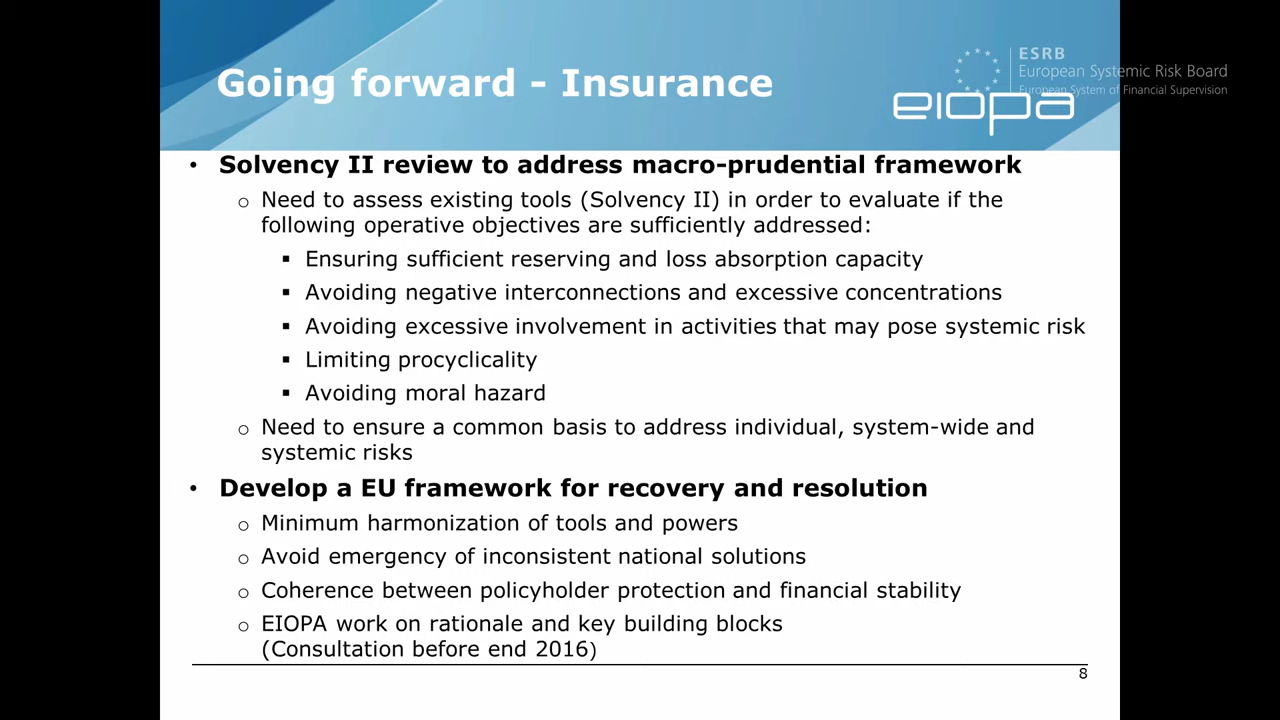 Going forward - Insurance
ESRB
European Systemic Risk Board
European System of Financial Supervision
eiopa
• Solvency II review to address macro-prudential framework
o Need to assess existing tools (Solvency II) in order to evaluate if the
following operative objectives are sufficiently addressed:
▪ Ensuring sufficient reserving and loss absorption capacity
▪ Avoiding negative interconnections and excessive concentrations
▪ Avoiding excessive involvement in activities that may pose systemic risk
▪ Limiting procyclicality
▪ Avoiding moral hazard
o Need to ensure a common basis to address individual, system-wide and
systemic risks
• Develop a EU framework for recovery and resolution
o Minimum harmonization of tools and powers
o Avoid emergency of inconsistent national solutions
o Coherence between policyholder protection and financial stability
o EIOPA work on rationale and key building blocks
(Consultation before end 2016)
8